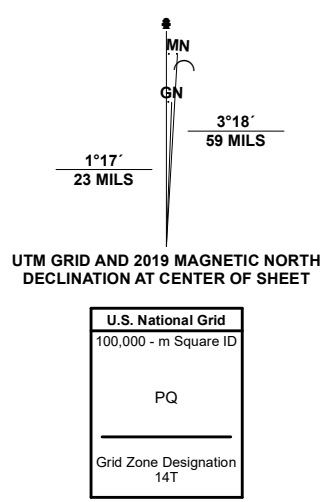 MN
GN
3°18´
59 MILS
1°17´
23 MILS
UTM GRID AND 2019 MAGNETIC NORTH
DECLINATION AT CENTER OF SHEET
U.S. National Grid
100,000 - m Square ID
PQ
Grid Zone Designation
14T